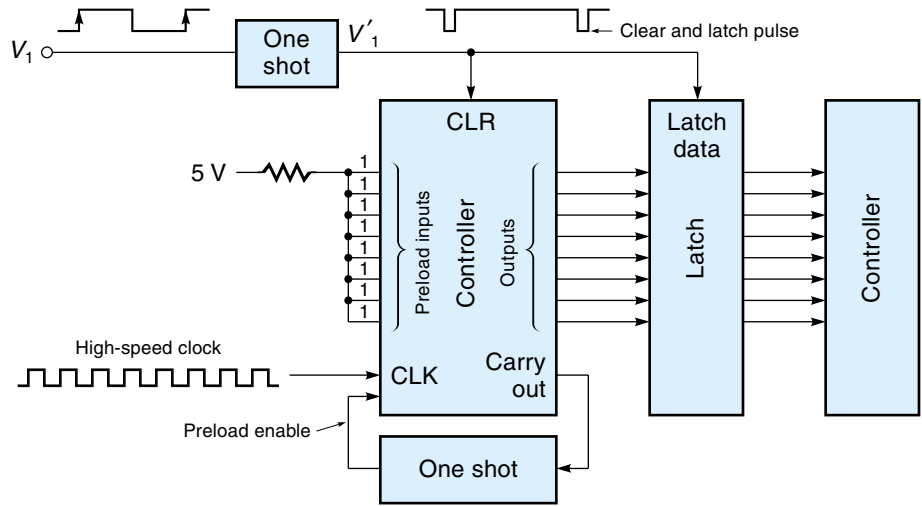 V1
One
shot
V′1
Clear and latch pulse
CLR
Latch
data
5 V
1
1
1
1
1
1
1
1
Preload inputs
Controller
Outputs
Latch
Controller
High-speed clock
CLK
Carry
out
Preload enable
One shot